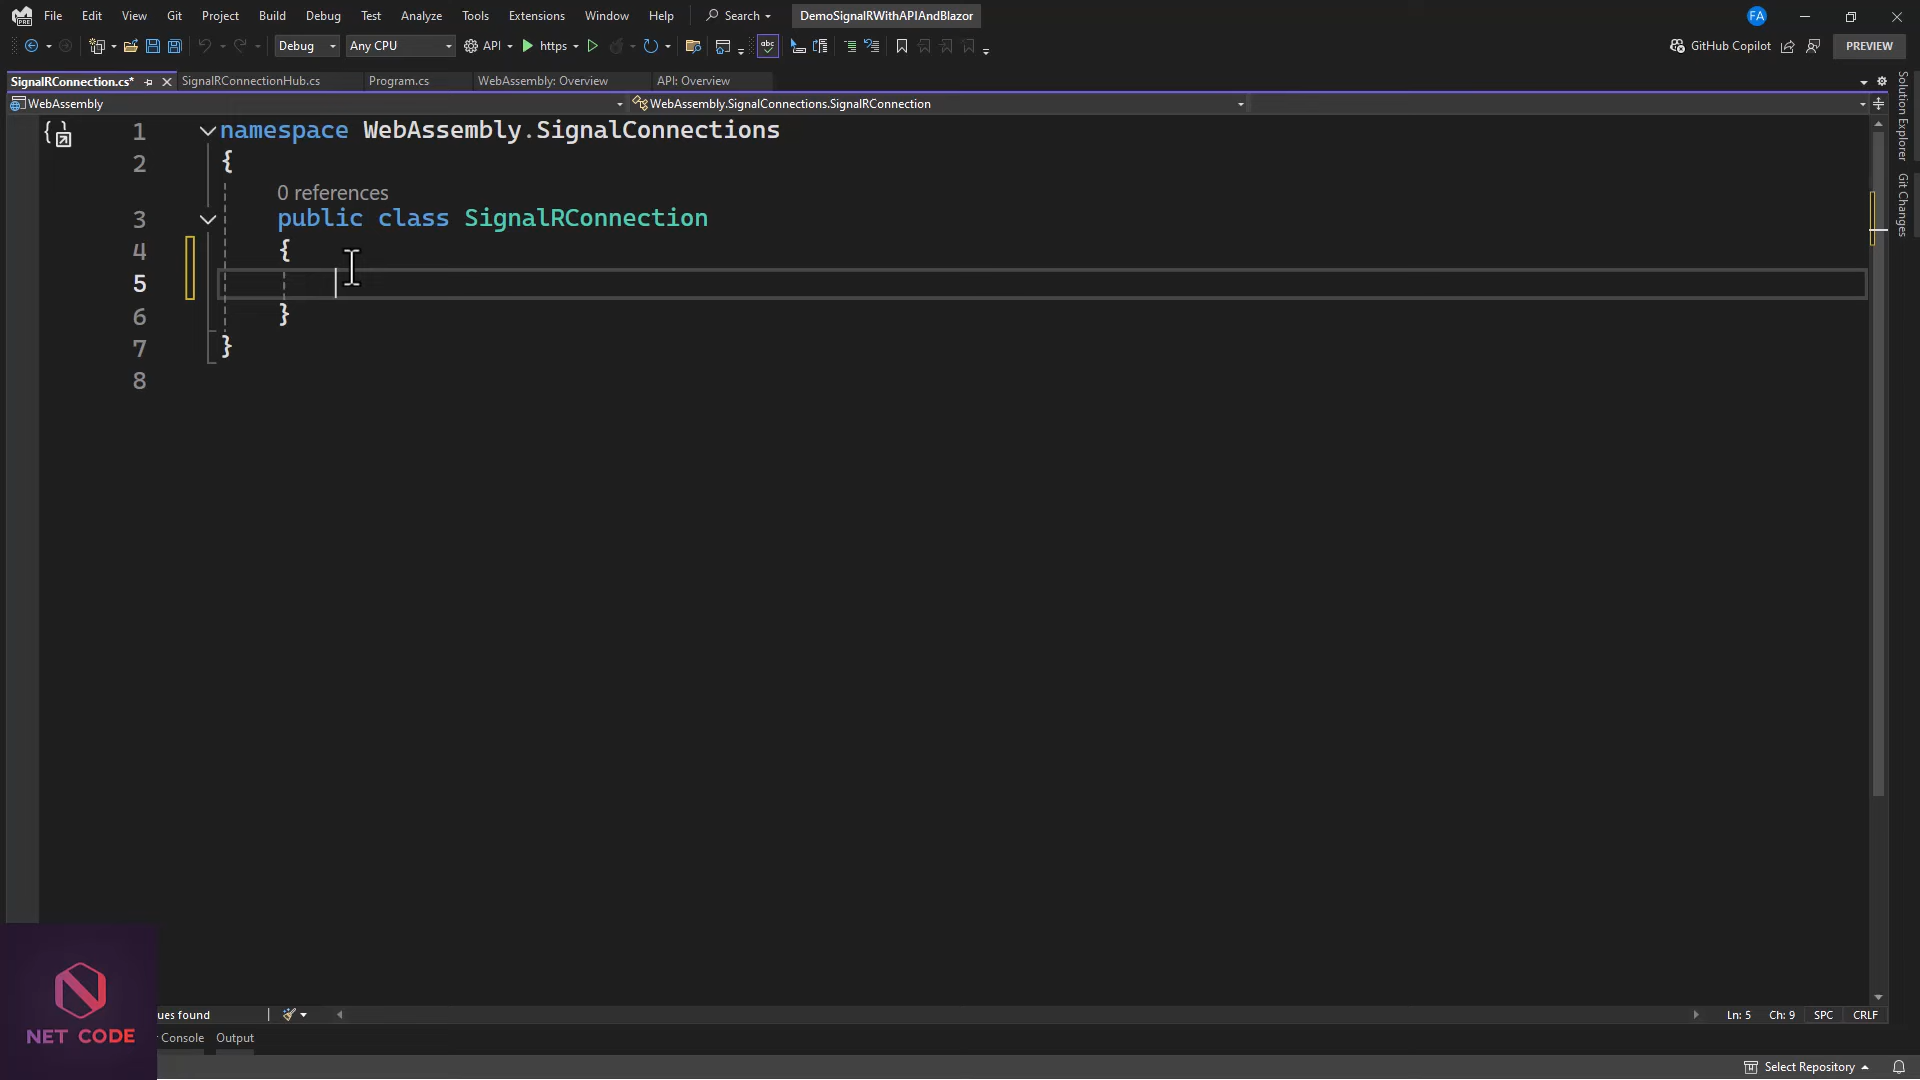 File Edit View Git Project Build Debug Test Analyze Tools Extensions Window Help Search DemoSignalRWithAPIAndBlazor FA
Debug Any CPU API https abc GitHub Copilot PREVIEW
SignalRConnection.cs* SignalRConnectionHub.cs Program.cs WebAssembly: Overview API: Overview
WebAssembly WebAssembly.SignalConnections.SignalRConnection
1 namespace WebAssembly.SignalConnections
2 {
0 references
3 public class SignalRConnection
4 {
5
6 }
7 }
8
Solution Explorer
Git Changes
ues found Ln: 5 Ch: 9 SPC CRLF
Console Output
NET CODE
Select Repository